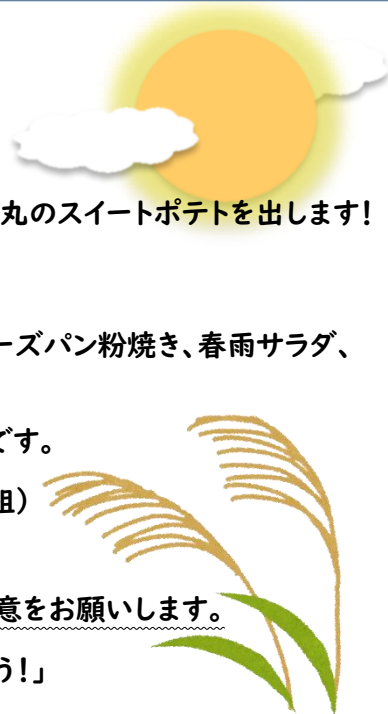 丸のスイートポテトを出します！
ーズパン粉焼き、春雨サラダ、
です。
組）
意をお願いします。
う！」